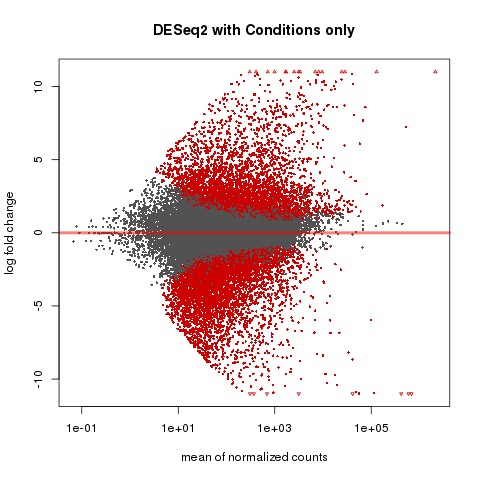 DESeq2 with Conditions only
log fold change
10
5
0
-5
-10
1e-01 1e+01 1e+03 1e+05
mean of normalized counts